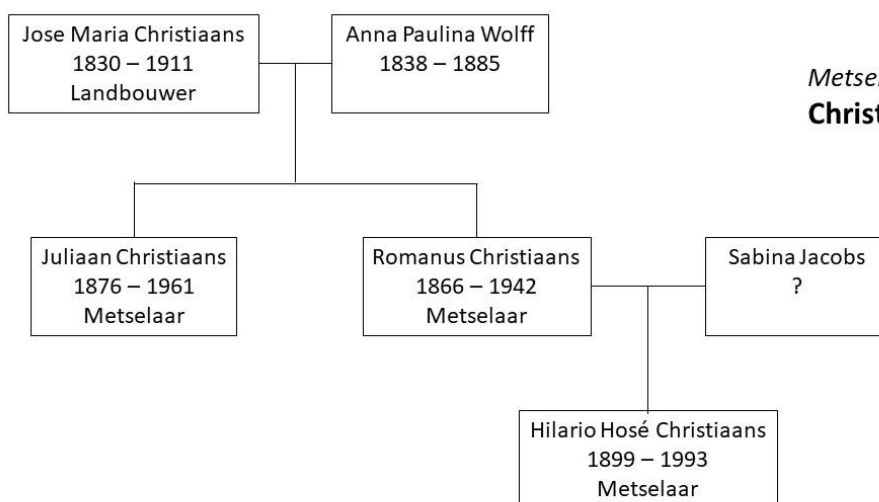 Jose Maria Christiaans
1830 – 1911
Landbouwer
Anna Paulina Wolff
1838 – 1885
Juliaan Christiaans
1876 – 1961
Metselaar
Romanus Christiaans
1866 – 1942
Metselaar
Sabina Jacobs
?
Hilario Hosé Christiaans
1899 – 1993
Metselaar